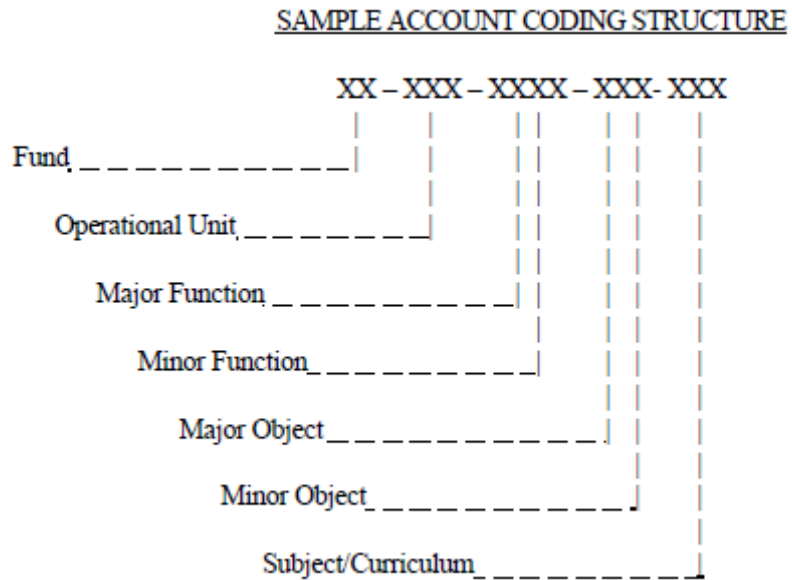 SAMPLE ACCOUNT CODING STRUCTURE
XX – XXX – XXXX – XXX- XXX
Fund
Operational Unit
Major Function
Minor Function
Major Object
Minor Object
Subject/Curriculum